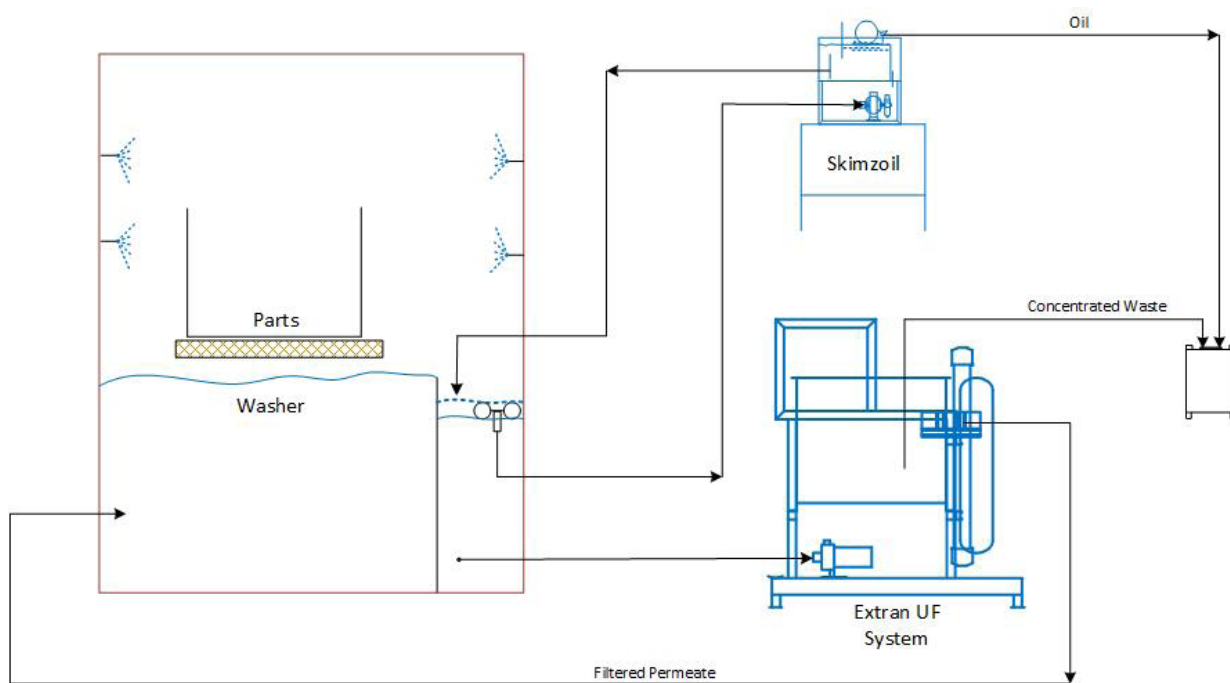 Oil
Skimzoil
Concentrated Waste
Parts
Washer
Extran UF
System
Filtered Permeate